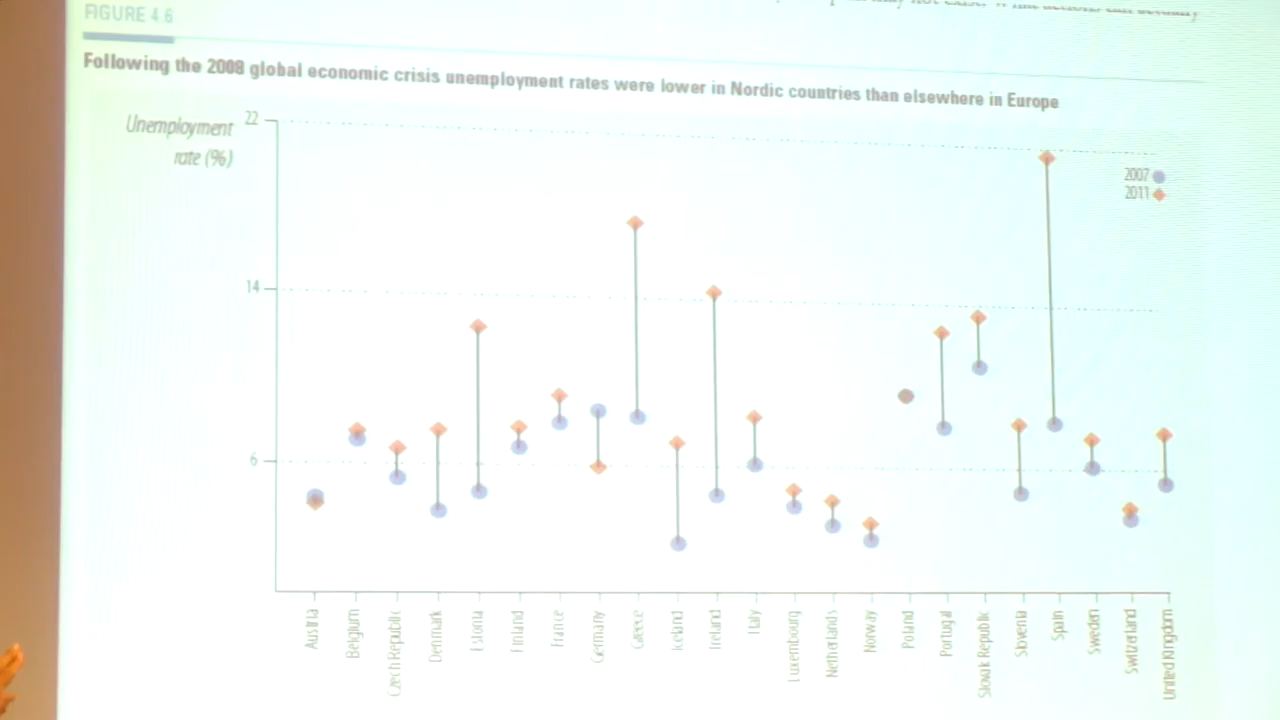 FIGURE 4.6
Following the 2008 global economic crisis unemployment rates were lower in Nordic countries than elsewhere in Europe
Unemployment
rate (%)
22
14
6
2007
2011
Austria
Belgium
Czech Republic
Denmark
Estonia
Finland
France
Germany
Greece
Iceland
Ireland
Italy
Luxembourg
Netherlands
Norway
Poland
Portugal
Slovak Republic
Slovenia
Spain
Sweden
Switzerland
United Kingdom